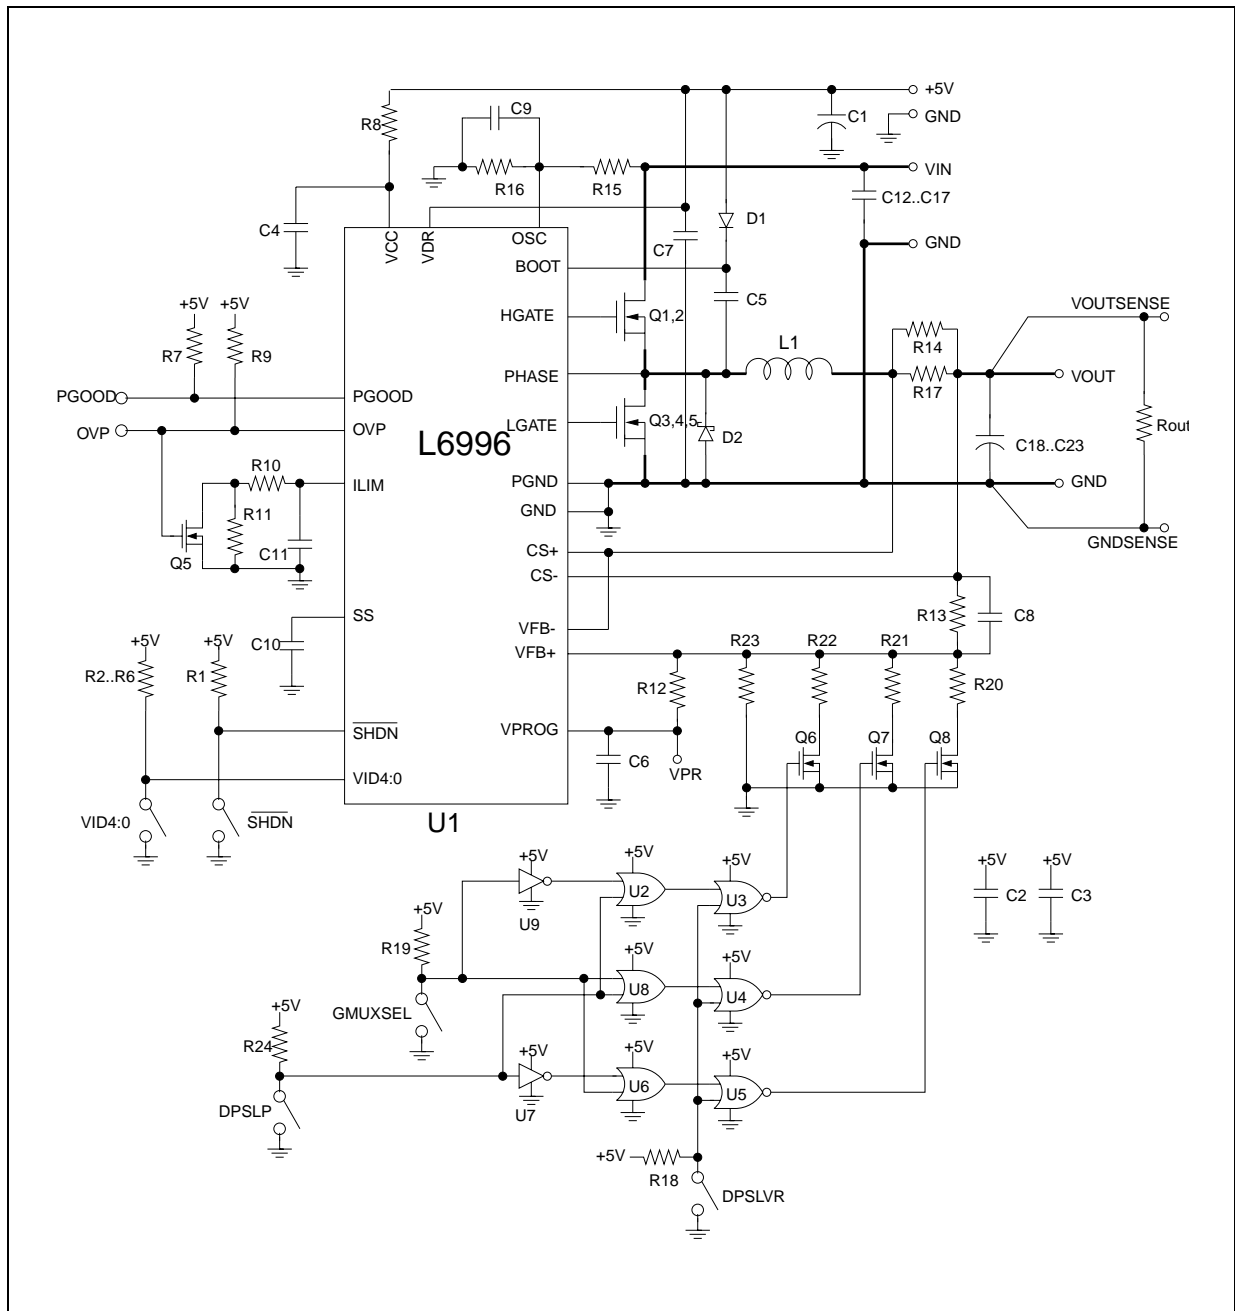 +5V
C9
C1
GND
R8
VIN
R16
R15
C12..C17
D1
C4
VCC
VDR
OSC
C7
GND
BOOT
C5
+5V
+5V
HGATE
Q1,2
VOUTSENSE
R7
R9
L1
R14
PHASE
VOUT
R17
PGOOD
PGOOD
OVP
OVP
L6996
LGATE
Q3,4,5
D2
Rout
C18..C23
R10
ILIM
PGND
GND
R11
GND
Q5
C11
CS+
GNDSENSE
CS-
SS
R13
C8
C10
VFB-
+5V
+5V
VFB+
R23
R22
R21
R2..R6
R1
R12
R20
SHDN
VPROG
Q6
Q7
Q8
C6
VPR
VID4:0
VID4:0
SHDN
U1
+5V
+5V
+5V
+5V
+5V
U2
U3
C2
C3
+5V
U9
R19
+5V
+5V
U8
U4
+5V
GMUXSEL
R24
+5V
+5V
+5V
U6
U5
DPSLP
U7
+5V
R18
DPSLVR